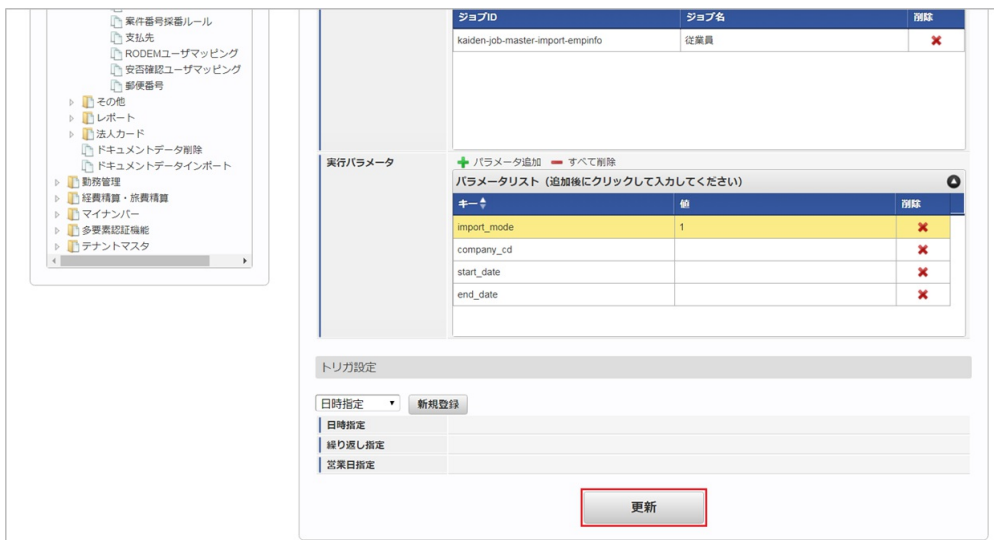 案件番号採番ルール
支払先
RODEMユーザマッピング
安否確認ユーザマッピング
郵便番号
その他
レポート
法人カード
ドキュメントデータ削除
ドキュメントデータインポート
勤務管理
経費精算・旅費精算
マイナンバー
多要素認証機能
テナントマスタ
ジョブID ジョブ名 削除
kaiden-job-master-import-empinfo 従業員
実行パラメータ
パラメータ追加 すべて削除
パラメータリスト（追加後にクリックして入力してください）
キー 値 削除
import_mode 1
company_cd
start_date
end_date
トリガ設定
日時指定 新規登録
日時指定
繰り返し指定
営業日指定
更新